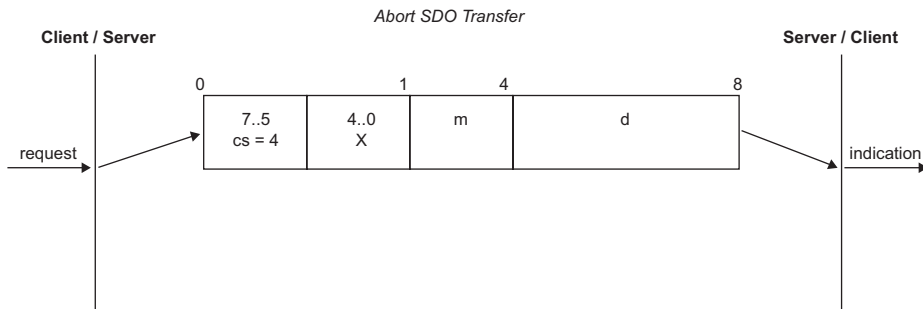 Abort SDO Transfer
Client / Server
Server / Client
0
1
4
8
7..5
cs = 4
4..0
X
m
d
request
indication